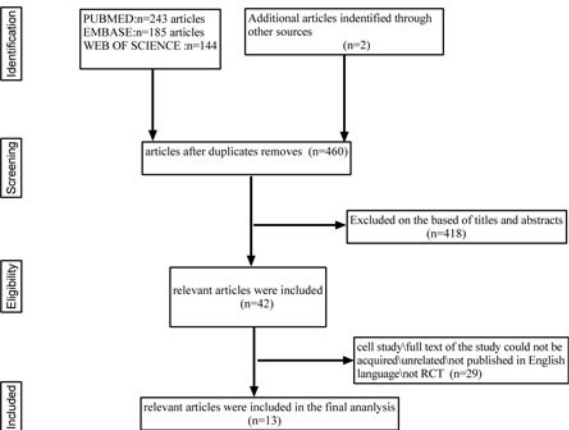 Identification
PUBMED:n=243 articles
EMBASE:n=185 articles
WEB OF SCIENCE :n=144
Additional articles indentified through
other sources
(n=2)
Screening
articles after duplicates removes (n=460)
Excluded on the based of titles and abstracts
(n=418)
Eligibility
relevant articles were included
(n=42)
cell study\full text of the study could not be
acquired\unrelated\not published in English
language\not RCT (n=29)
Included
relevant articles were included in the final ananlysis
(n=13)